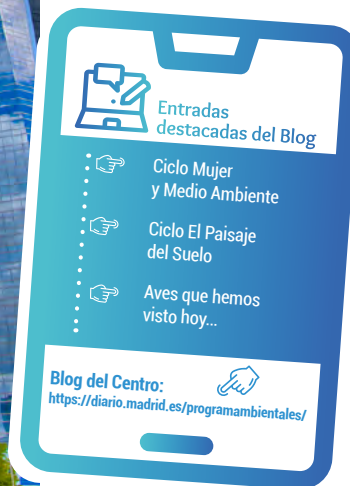 Entradas
destacadas del Blog
Ciclo Mujer
y Medio Ambiente
Ciclo El Paisaje
del Suelo
Aves que hemos
visto hoy...
Blog del Centro:
https://diario.madrid.es/programambientales/